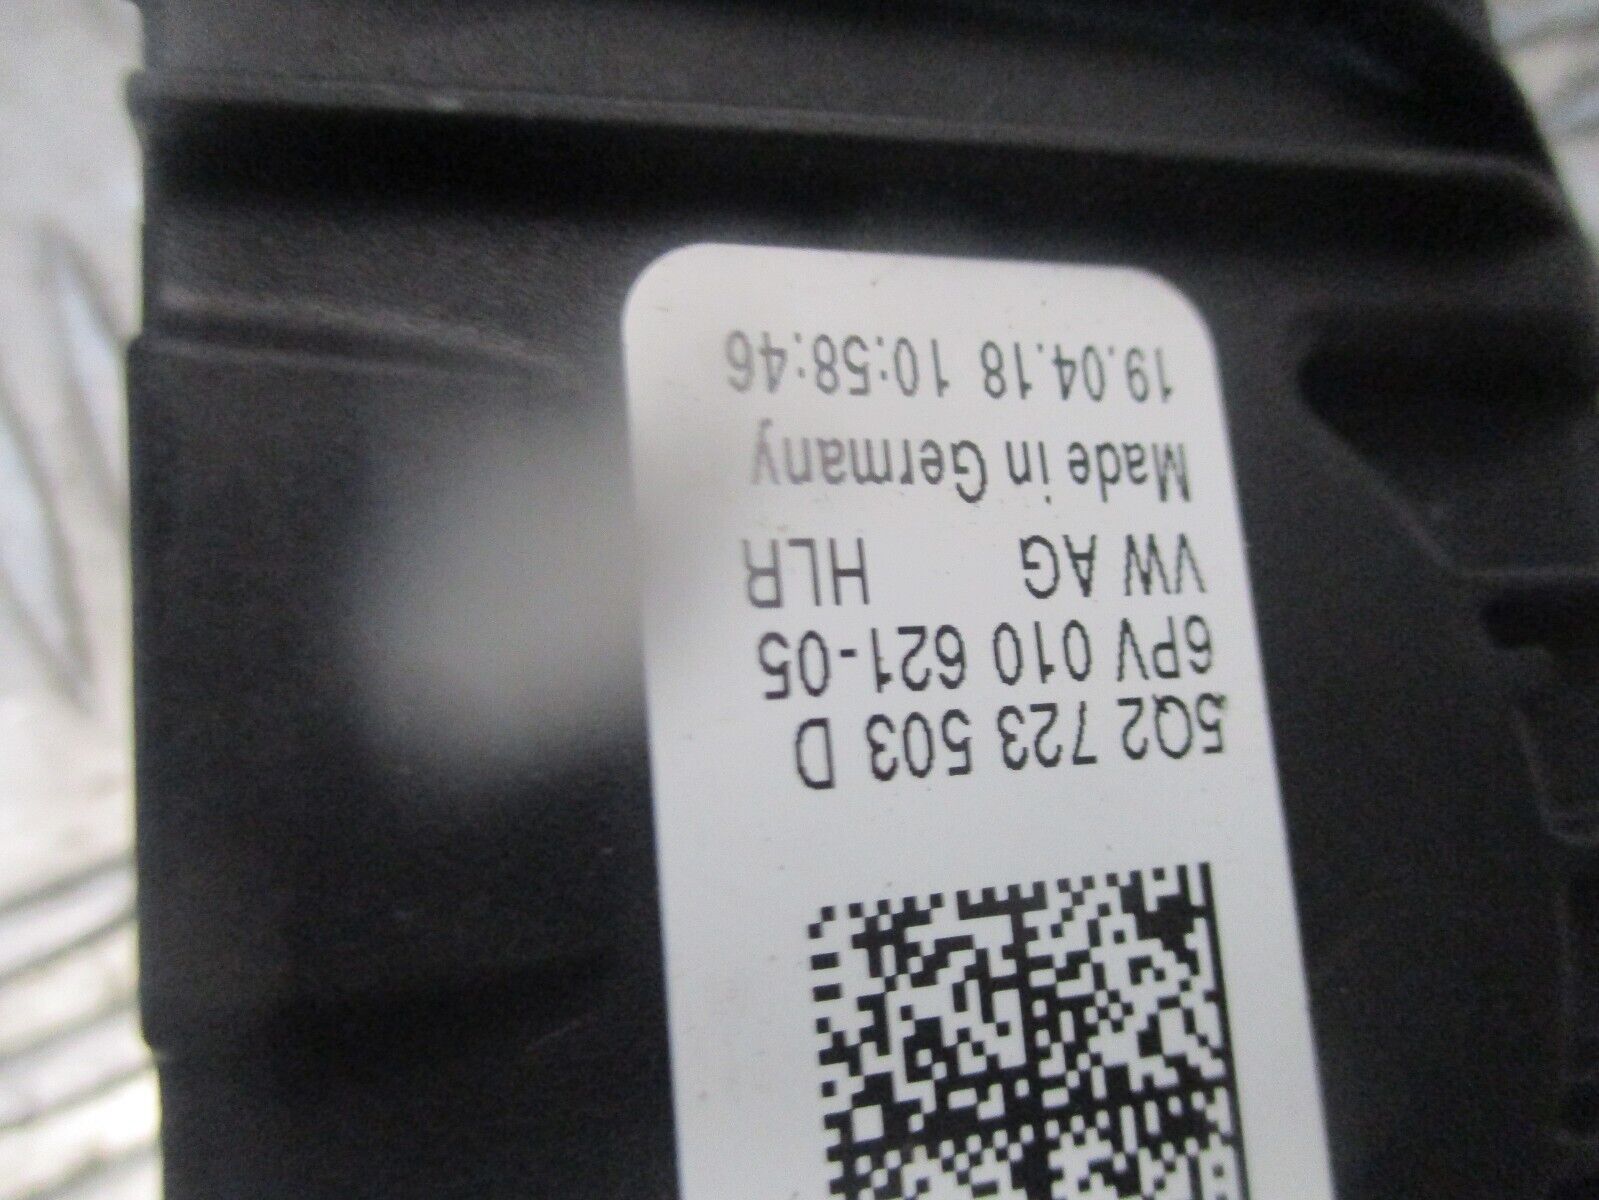 5Q2 723 503 D
6PV 010 621-05
VW AG HLR
Made in Germany
19.04.18 10:58:46